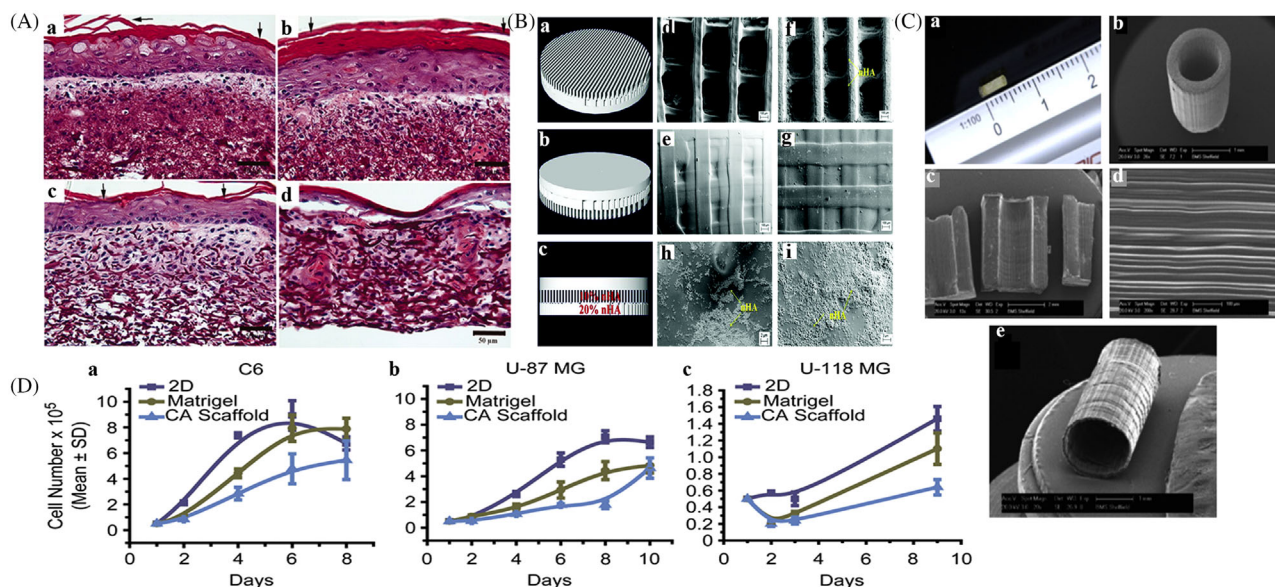 (A)
a
b
c
d
50 μm
(B)
a
d
f
nHA
b
e
g
c
20% nHA
h
nHA
i
nHA
(C)
a
1:100
0
1
2
b
c
d
e
(D)
a
C6
2D
Matrigel
CA Scaffold
Cell Number x 10⁵
(Mean ± SD)
10
8
6
4
2
0
0
2
4
6
8
Days
b
U-87 MG
2D
Matrigel
CA Scaffold
10
8
6
4
2
0
0
2
4
6
8
10
Days
c
U-118 MG
2D
Matrigel
CA Scaffold
1.8
1.6
1.4
1.2
1
0.8
0.6
0.4
0.2
0
0
2
4
6
8
10
Days